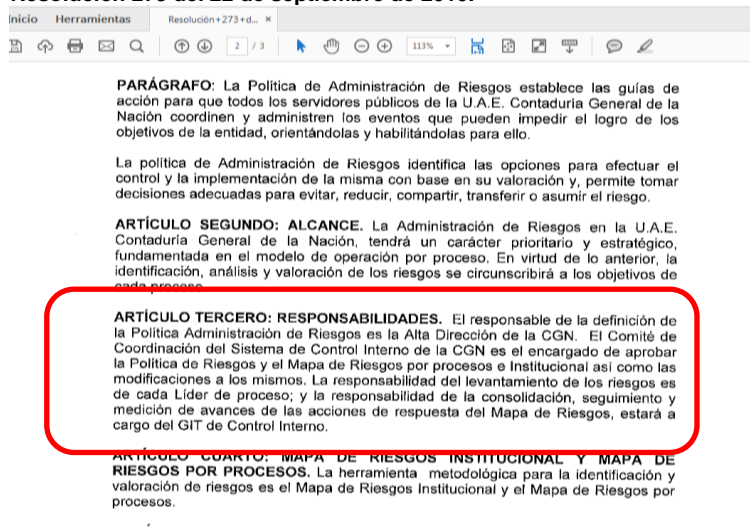 Inicio Herramientas Resolución+273+d... ×
2 / 3 113%
PARÁGRAFO: La Política de Administración de Riesgos establece las guías de
acción para que todos los servidores públicos de la U.A.E. Contaduría General de la
Nación coordinen y administren los eventos que pueden impedir el logro de los
objetivos de la entidad, orientándolas y habilitándolas para ello.
La política de Administración de Riesgos identifica las opciones para efectuar el
control y la implementación de la misma con base en su valoración y, permite tomar
decisiones adecuadas para evitar, reducir, compartir, transferir o asumir el riesgo.
ARTÍCULO SEGUNDO: ALCANCE. La Administración de Riesgos en la U.A.E.
Contaduría General de la Nación, tendrá un carácter prioritario y estratégico,
fundamentada en el modelo de operación por proceso. En virtud de lo anterior, la
identificación, análisis y valoración de los riesgos se circunscribirá a los objetivos de
cada proceso.
ARTÍCULO TERCERO: RESPONSABILIDADES. El responsable de la definición de
la Política Administración de Riesgos es la Alta Dirección de la CGN. El Comité de
Coordinación del Sistema de Control Interno de la CGN es el encargado de aprobar
la Política de Riesgos y el Mapa de Riesgos por procesos e Institucional así como las
modificaciones a los mismos. La responsabilidad del levantamiento de los riesgos es
de cada Líder de proceso; y la responsabilidad de la consolidación, seguimiento y
medición de avances de las acciones de respuesta del Mapa de Riesgos, estará a
cargo del GIT de Control Interno.
ARTÍCULO CUARTO: MAPA DE RIESGOS INSTITUCIONAL Y MAPA DE
RIESGOS POR PROCESOS. La herramienta metodológica para la identificación y
valoración de riesgos es el Mapa de Riesgos Institucional y el Mapa de Riesgos por
procesos.